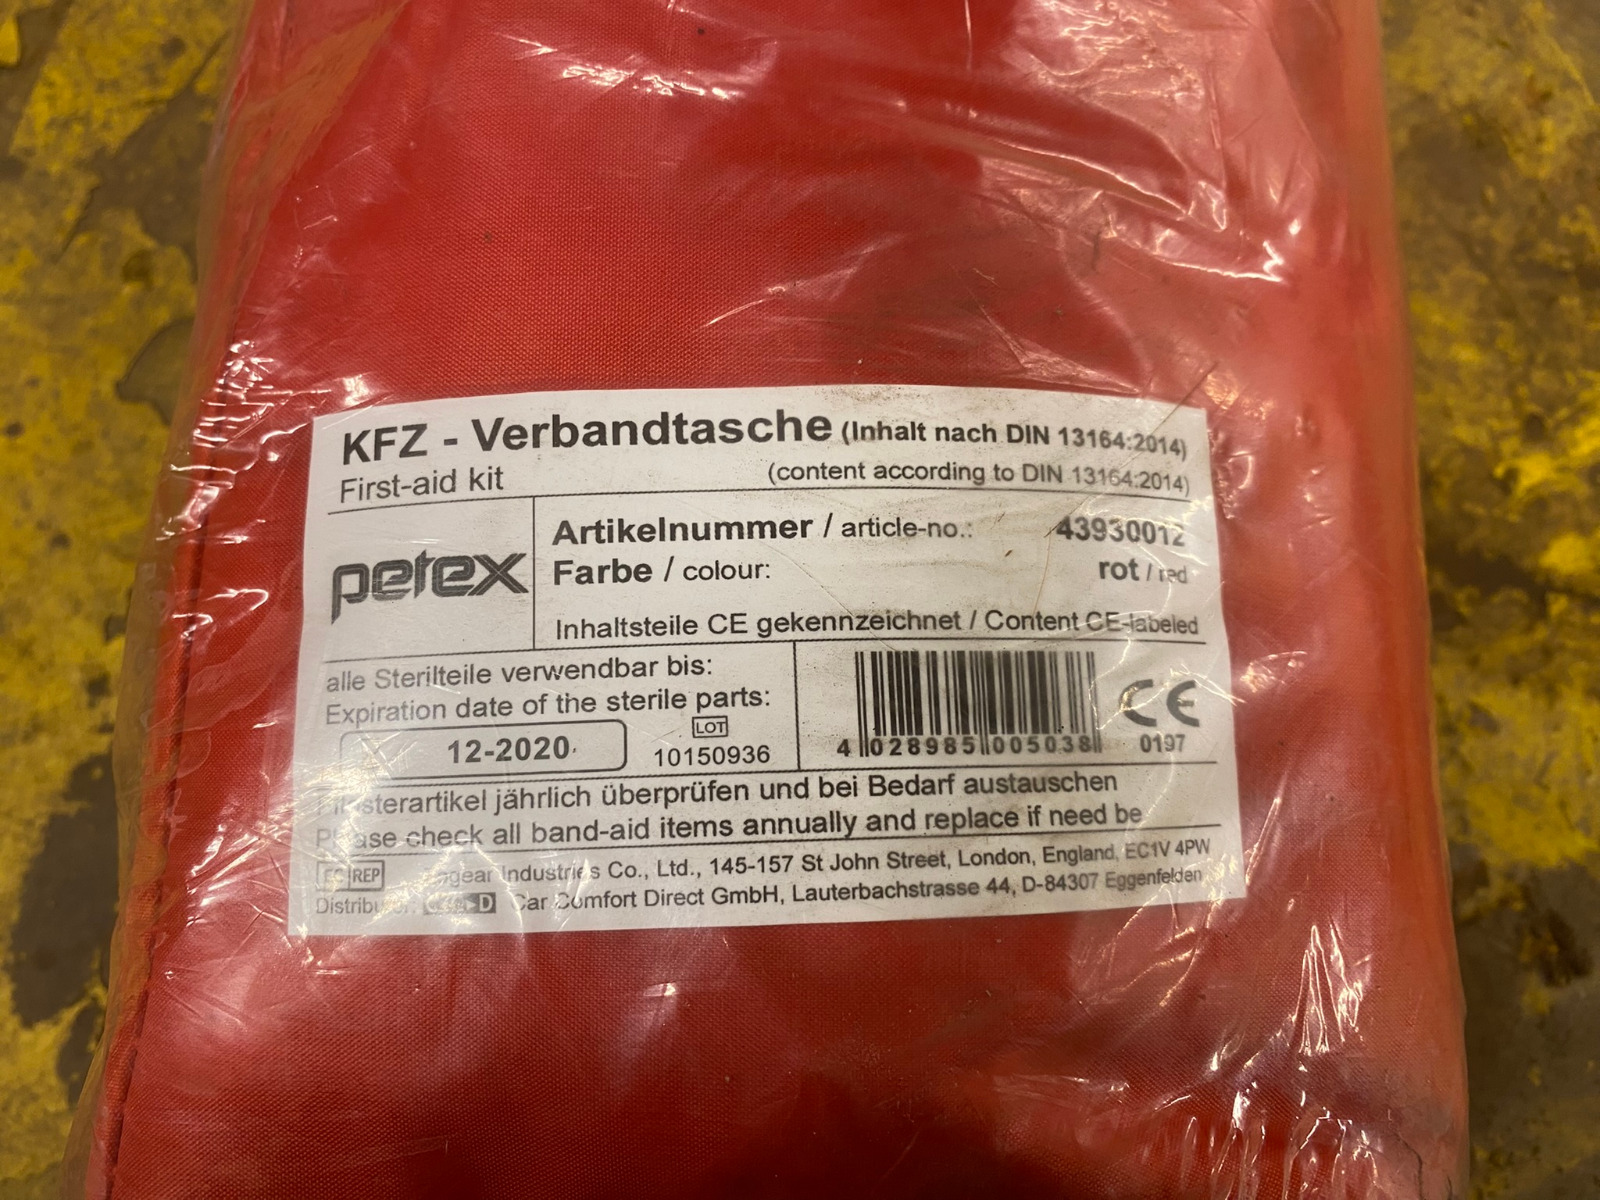 KFZ - Verbandtasche (Inhalt nach DIN 13164:2014)
First-aid kit (content according to DIN 13164:2014)
petex
Artikelnummer / article-no.: 43930012
Farbe / colour: rot / red
Inhaltsteile CE gekennzeichnet / Content CE-labeled
alle Sterilteile verwendbar bis:
Expiration date of the sterile parts:
12-2020
LOT
10150936
4 028985 005038
CE
0197
jährlich überprüfen und bei Bedarf austauschen
Please check all band-aid items annually and replace if need be
EC REP Industries Co., Ltd., 145-157 St John Street, London, England, EC1V 4PW
Distributor: Car Comfort Direct GmbH, Lauterbachstrasse 44, D-84307 Eggenfelden